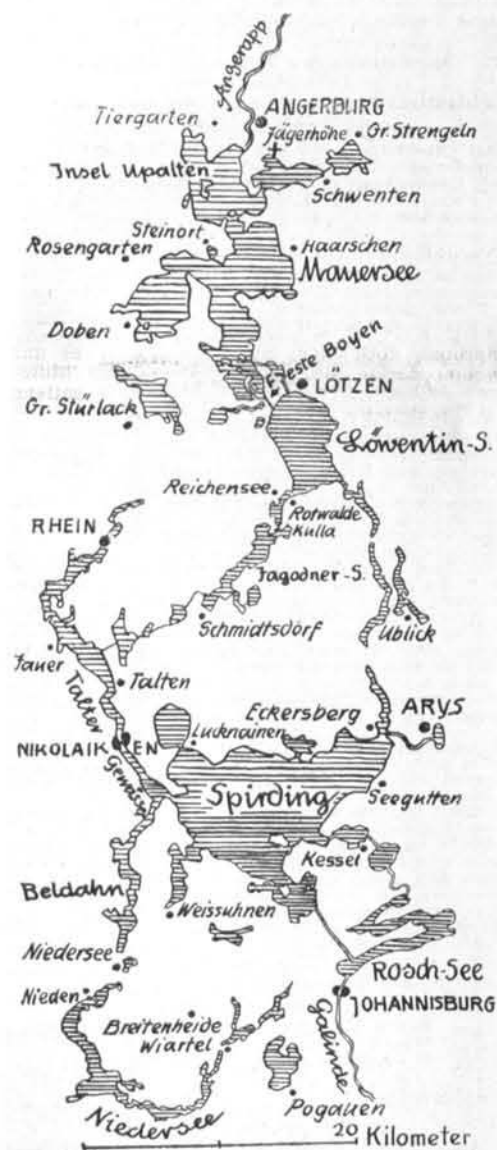 Angerapp
Tiergarten
ANGERBURG
Jägerhöhe
Gr. Strengeln
Insel Upalten
Schwenten
Steinort
Rosengarten
Haarschen
Mauersee
Doben
Feste Boyen
LÖTZEN
Gr. Stürlack
Löwentin-S.
Reichensee
Rotwalde
Kulla
RHEIN
Jagodner-S.
Schmidtsdorf
Ublick
Jauer
Talten
Talter
Gewässer
Eckersberg
ARYS
Lucknainen
NIKOLAIKEN
Spirding
Seegutten
Kessel
Beldahn
Weissuhnen
Niedersee
Rosch-See
Nieden
JOHANNISBURG
Breitenheide
Wiartel
Galinde
Niedersee
Pogauen
20 Kilometer